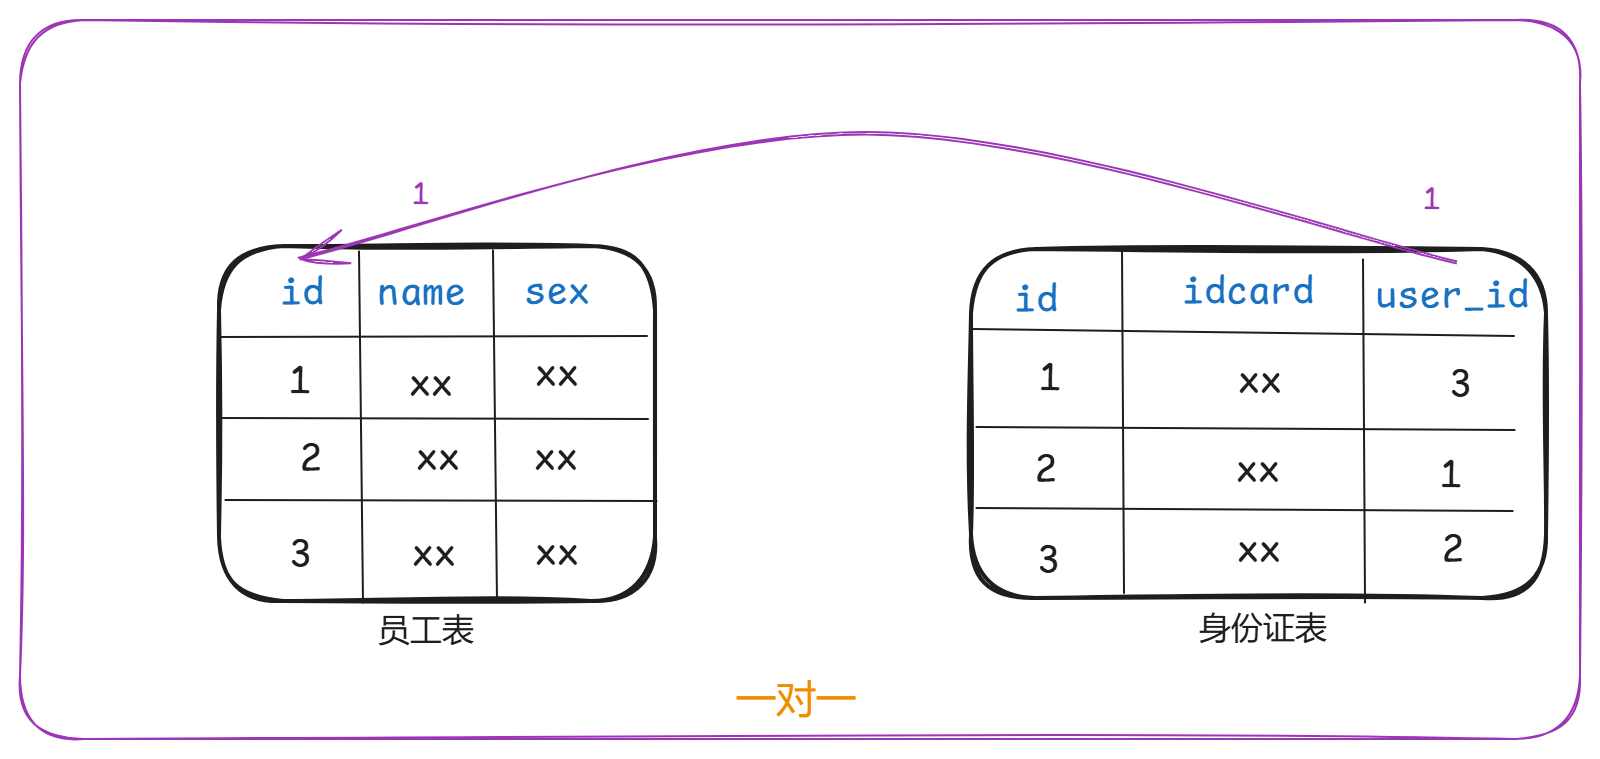 1 1
id name sex id idcard user_id
1 xx xx 1 xx 3
2 xx xx 2 xx 1
3 xx xx 3 xx 2
员工表 身份证表
一对一